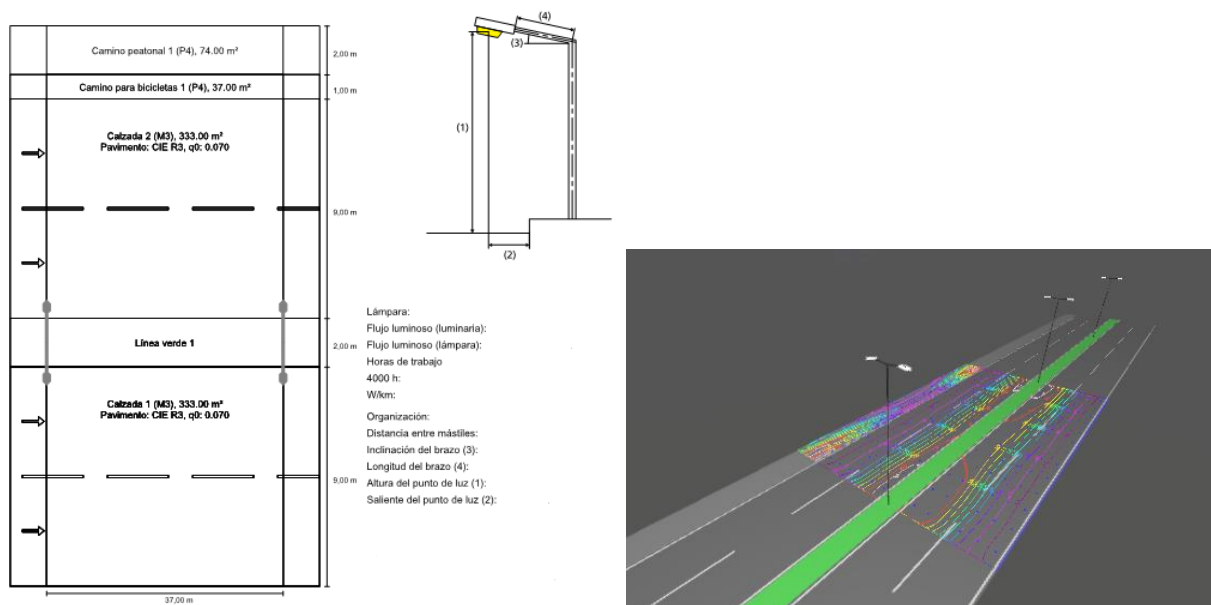 Camino peatonal 1 (P4), 74.00 m²
2,00 m
Camino para bicicletas 1 (P4), 37.00 m²
1,00 m
Calzada 2 (M3), 333.00 m²
Pavimento: CIE R3, q0: 0.070
9,00 m
Línea verde 1
2,00 m
Calzada 1 (M3), 333.00 m²
Pavimento: CIE R3, q0: 0.070
9,00 m
37,00 m
(4)
(3)
(1)
(2)
Lámpara:
Flujo luminoso (luminaria):
Flujo luminoso (lámpara):
Horas de trabajo
4000 h:
W/km:
Organización:
Distancia entre mástiles:
Inclinación del brazo (3):
Longitud del brazo (4):
Altura del punto de luz (1):
Saliente del punto de luz (2):